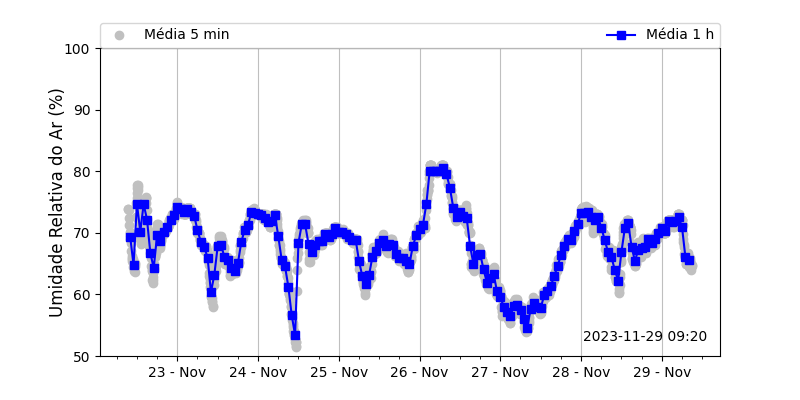 Média 5 min Média 1 h
Umidade Relativa do Ar (%)
100
90
80
70
60
50
2023-11-29 09:20
23 - Nov 24 - Nov 25 - Nov 26 - Nov 27 - Nov 28 - Nov 29 - Nov